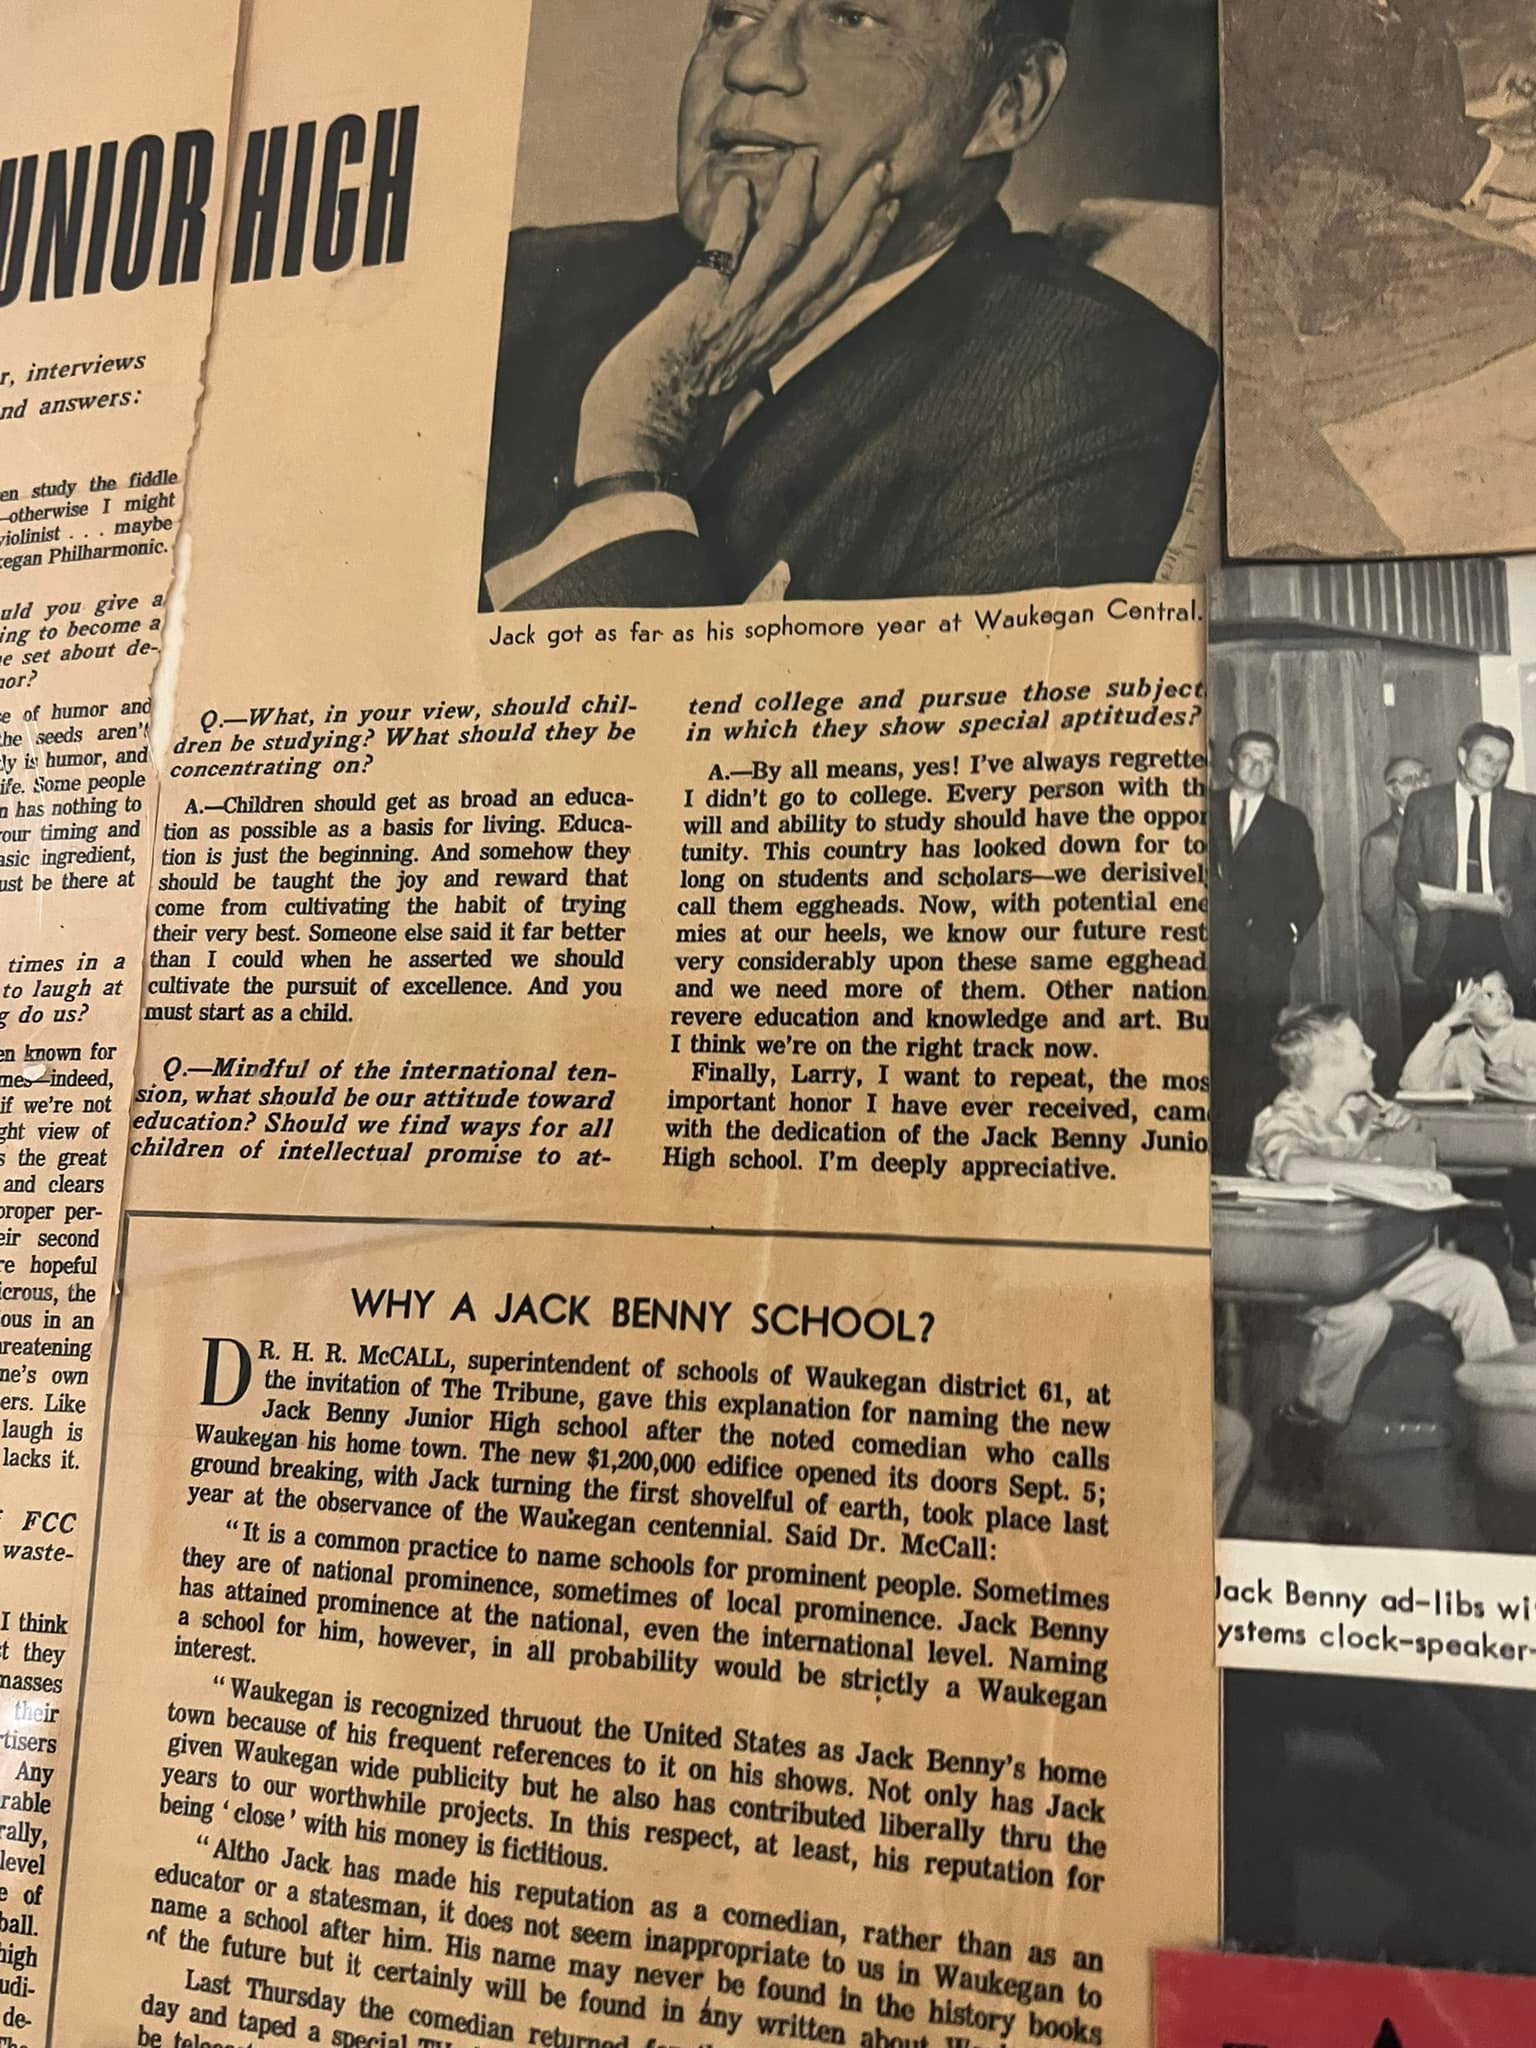 UNIOR HIGH
r, interviews
nd answers:
en study the fiddle
—otherwise I might
violinist . . . maybe
kegan Philharmonic.
uld you give a
ing to become a
e set about de-
mor?
e of humor and
the seeds aren't
ly is humor, and
ife. Some people
n has nothing to
our timing and
asic ingredient,
ust be there at
times in a
to laugh at
g do us?
en known for
mes—indeed,
if we're not
ght view of
s the great
and clears
proper per-
eir second
re hopeful
icrous, the
ous in an
hreatening
ne's own
ers. Like
laugh is
lacks it.
FCC
waste-
I think
t they
masses
their
rtisers
Any
rable
rally,
level
e of
ball.
high
udi-
de-
Jack got as far as his sophomore year at Waukegan Central.
Q.—What, in your view, should chil-
dren be studying? What should they be
concentrating on?
A.—Children should get as broad an educa-
tion as possible as a basis for living. Educa-
tion is just the beginning. And somehow they
should be taught the joy and reward that
come from cultivating the habit of trying
their very best. Someone else said it far better
than I could when he asserted we should
cultivate the pursuit of excellence. And you
must start as a child.
Q.—Mindful of the international ten-
sion, what should be our attitude toward
education? Should we find ways for all
children of intellectual promise to at-
tend college and pursue those subject
in which they show special aptitudes?
A.—By all means, yes! I've always regrette
I didn't go to college. Every person with th
will and ability to study should have the oppor
tunity. This country has looked down for to
long on students and scholars—we derisivel
call them eggheads. Now, with potential ene
mies at our heels, we know our future rest
very considerably upon these same egghead
and we need more of them. Other nation
revere education and knowledge and art. Bu
I think we're on the right track now.
Finally, Larry, I want to repeat, the mos
important honor I have ever received, cam
with the dedication of the Jack Benny Junio
High school. I'm deeply appreciative.
WHY A JACK BENNY SCHOOL?
DR. H. R. McCALL, superintendent of schools of Waukegan district 61, at
the invitation of The Tribune, gave this explanation for naming the new
Jack Benny Junior High school after the noted comedian who calls
Waukegan his home town. The new $1,200,000 edifice opened its doors Sept. 5;
ground breaking, with Jack turning the first shovelful of earth, took place last
year at the observance of the Waukegan centennial. Said Dr. McCall:
"It is a common practice to name schools for prominent people. Sometimes
they are of national prominence, sometimes of local prominence. Jack Benny
has attained prominence at the national, even the international level. Naming
a school for him, however, in all probability would be strictly a Waukegan
interest.
"Waukegan is recognized thruout the United States as Jack Benny's home
town because of his frequent references to it on his shows. Not only has Jack
given Waukegan wide publicity but he also has contributed liberally thru the
years to our worthwhile projects. In this respect, at least, his reputation for
being 'close' with his money is fictitious.
"Altho Jack has made his reputation as a comedian, rather than as an
educator or a statesman, it does not seem inappropriate to us in Waukegan to
name a school after him. His name may never be found in the history books
of the future but it certainly will be found in any written about
Last Thursday the comedian returned
day and taped a special
be
Jack Benny ad-libs wi
ystems clock-speaker-